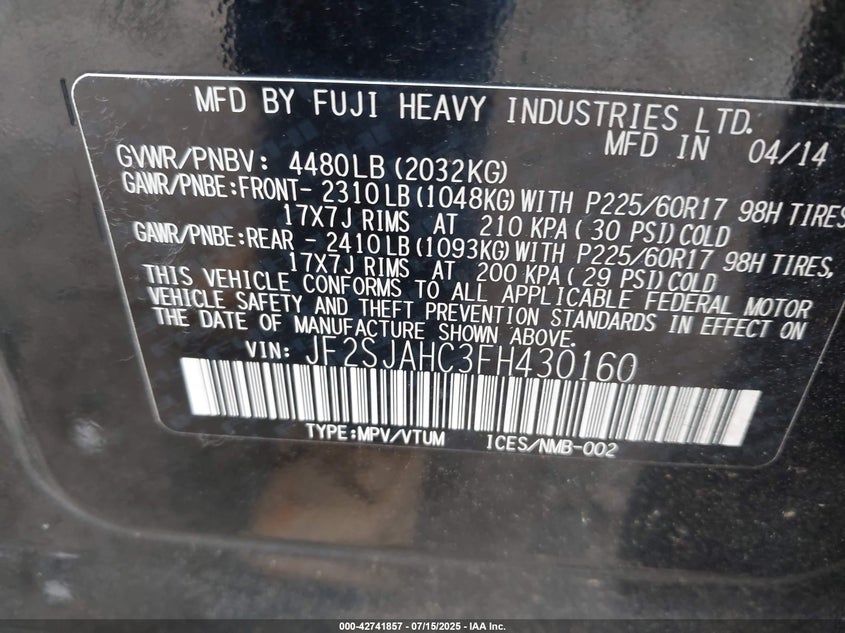 MFD BY FUJI HEAVY INDUSTRIES LTD.
MFD IN 04/14
GVWR/PNBV: 4480LB (2032KG)
GAWR/PNBE:FRONT- 2310LB (1048KG) WITH P225/60R17 98H TIRES
17X7J RIMS AT 210 KPA ( 30 PSI) COLD
GAWR/PNBE:REAR - 2410LB (1093KG) WITH P225/60R17 98H TIRES,
17X7J RIMS AT 200 KPA ( 29 PSI) COLD
THIS VEHICLE CONFORMS TO ALL APPLICABLE FEDERAL MOTOR
VEHICLE SAFETY AND THEFT PREVENTION STANDARDS IN EFFECT ON
THE DATE OF MANUFACTURE SHOWN ABOVE.
VIN: JF2SJAHC3FH430160
TYPE:MPV/VTUM ICES/NMB-002
000-42741857 - 07/15/2025 - IAA Inc.